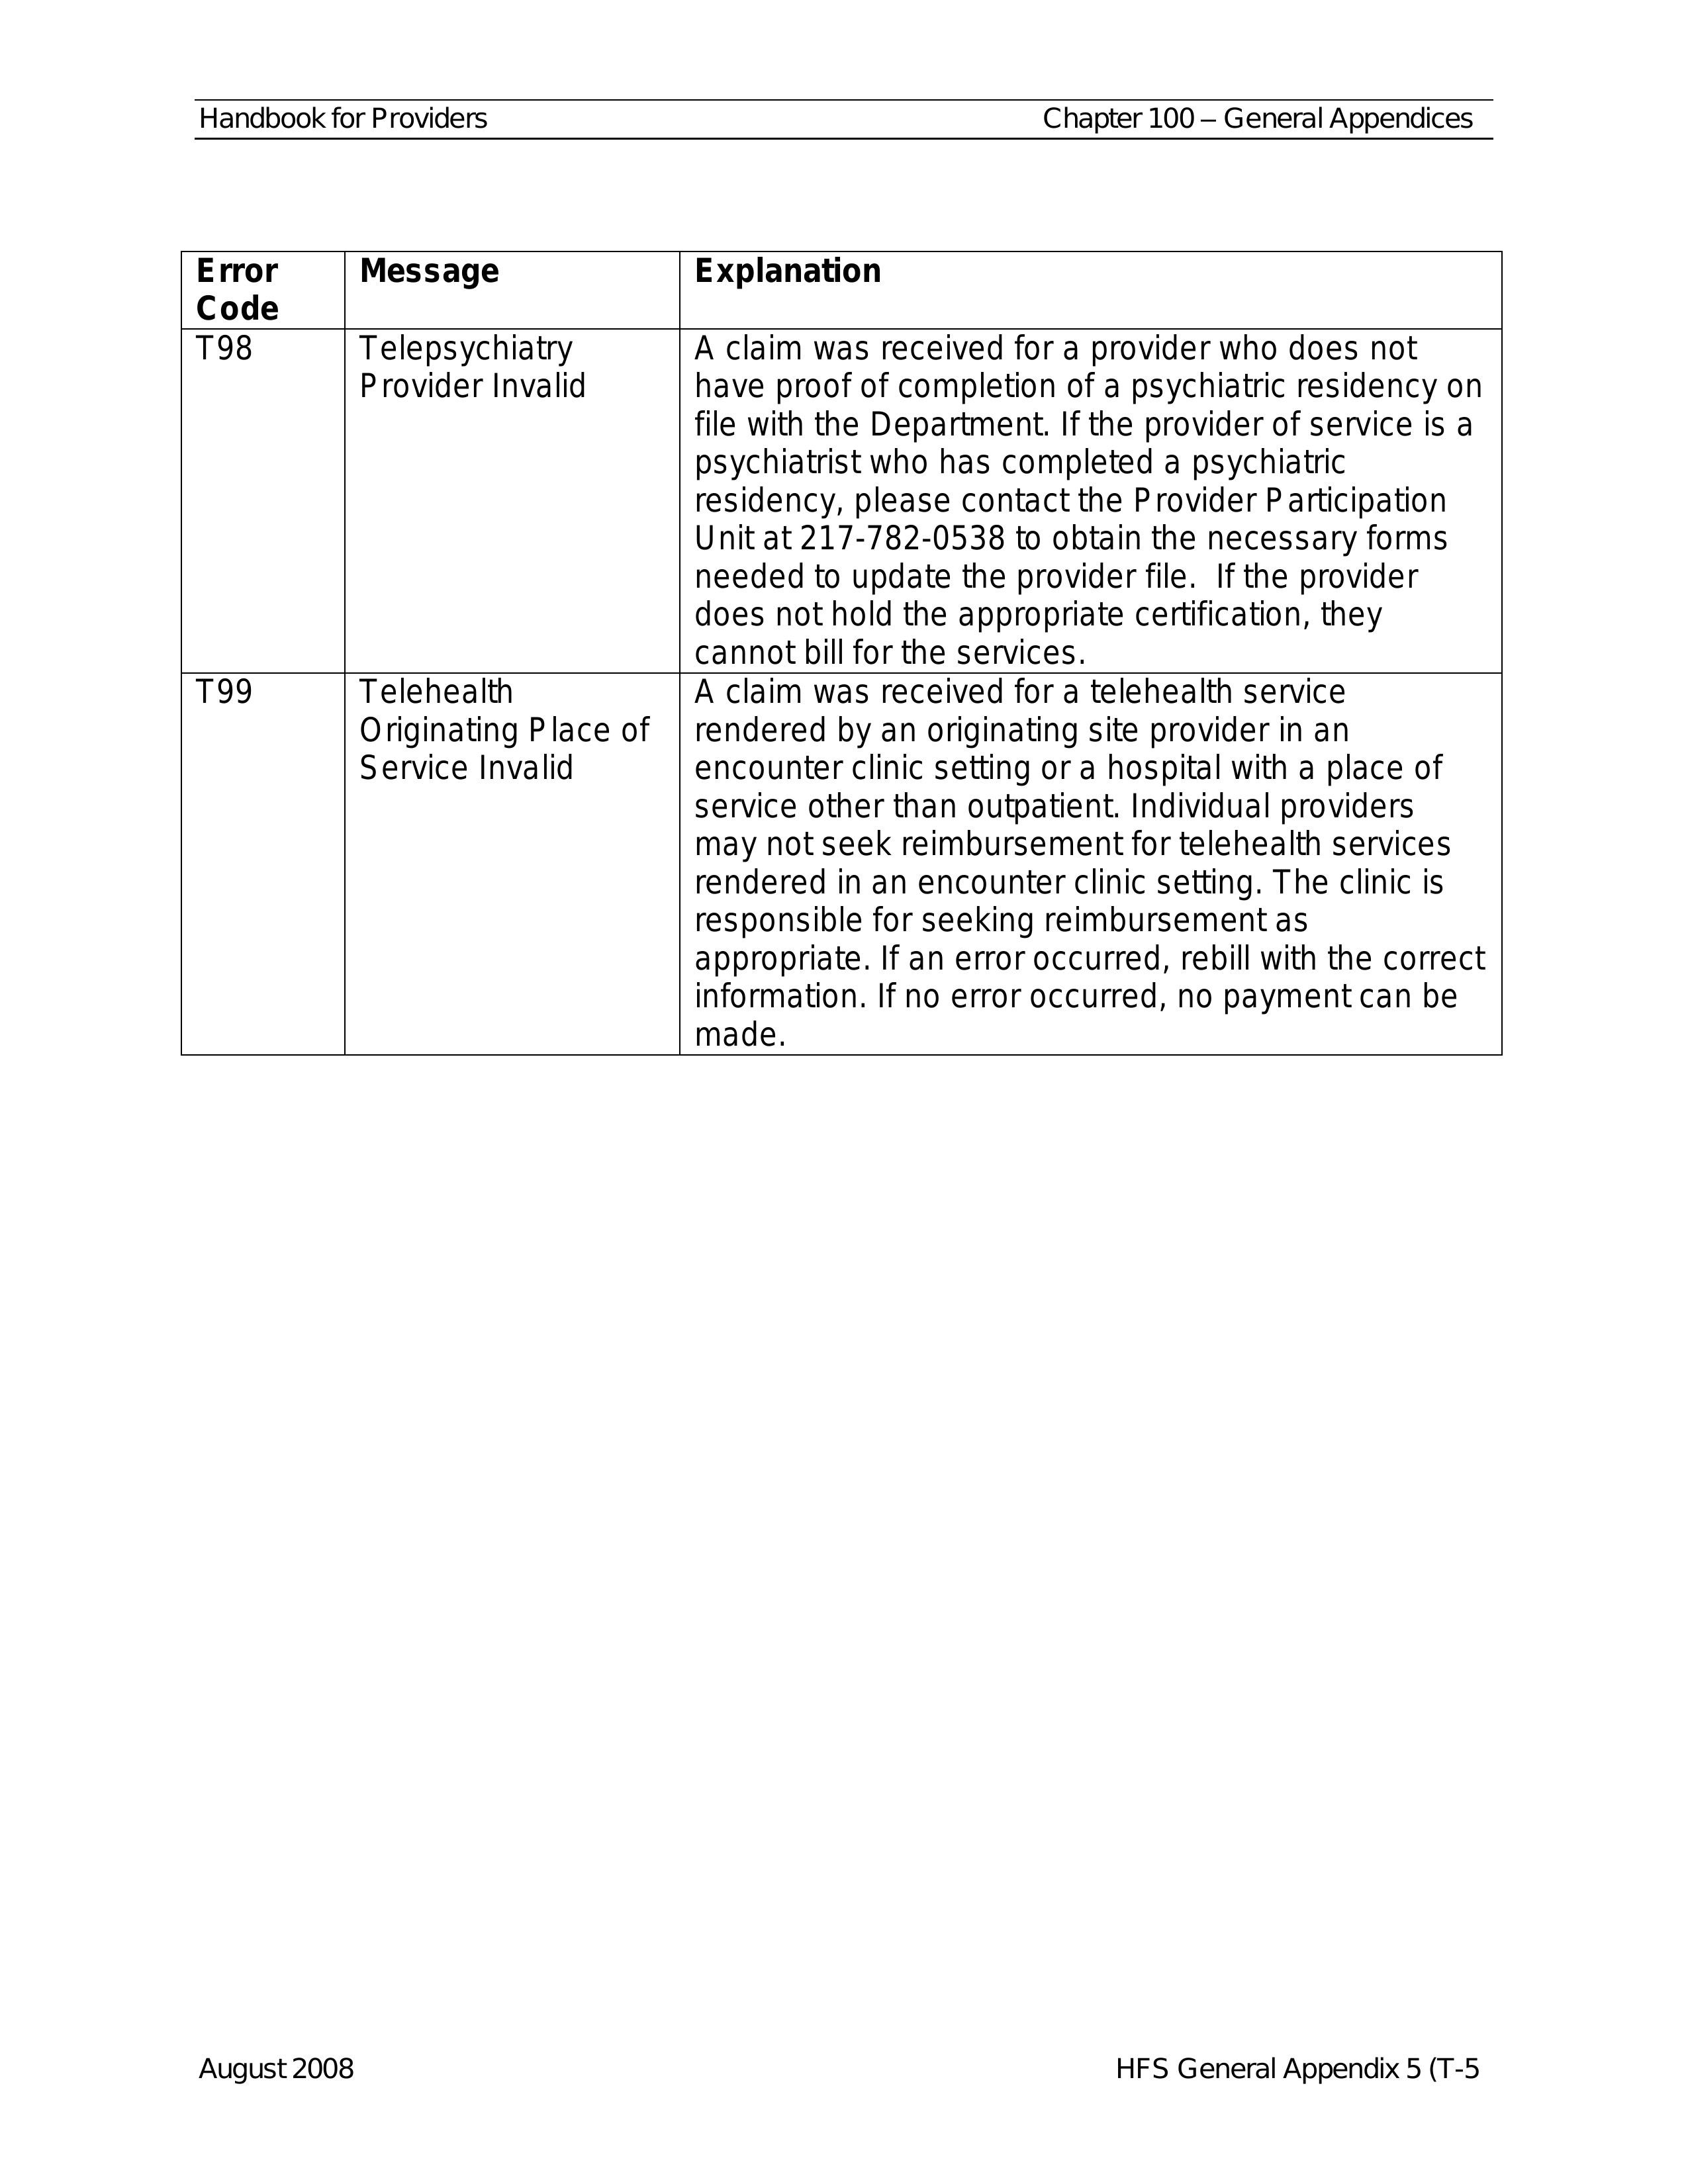 Handbook for Providers
Chapter 100 – General Appendices
Error
Code
Message
Explanation
T98
Telepsychiatry
Provider Invalid
A claim was received for a provider who does not
have proof of completion of a psychiatric residency on
file with the Department. If the provider of service is a
psychiatrist who has completed a psychiatric
residency, please contact the Provider Participation
Unit at 217-782-0538 to obtain the necessary forms
needed to update the provider file.  If the provider
does not hold the appropriate certification, they
cannot bill for the services.
T99
Telehealth
Originating Place of
Service Invalid
A claim was received for a telehealth service
rendered by an originating site provider in an
encounter clinic setting or a hospital with a place of
service other than outpatient. Individual providers
may not seek reimbursement for telehealth services
rendered in an encounter clinic setting. The clinic is
responsible for seeking reimbursement as
appropriate. If an error occurred, rebill with the correct
information. If no error occurred, no payment can be
made.
August 2008
HFS General Appendix 5 (T-5